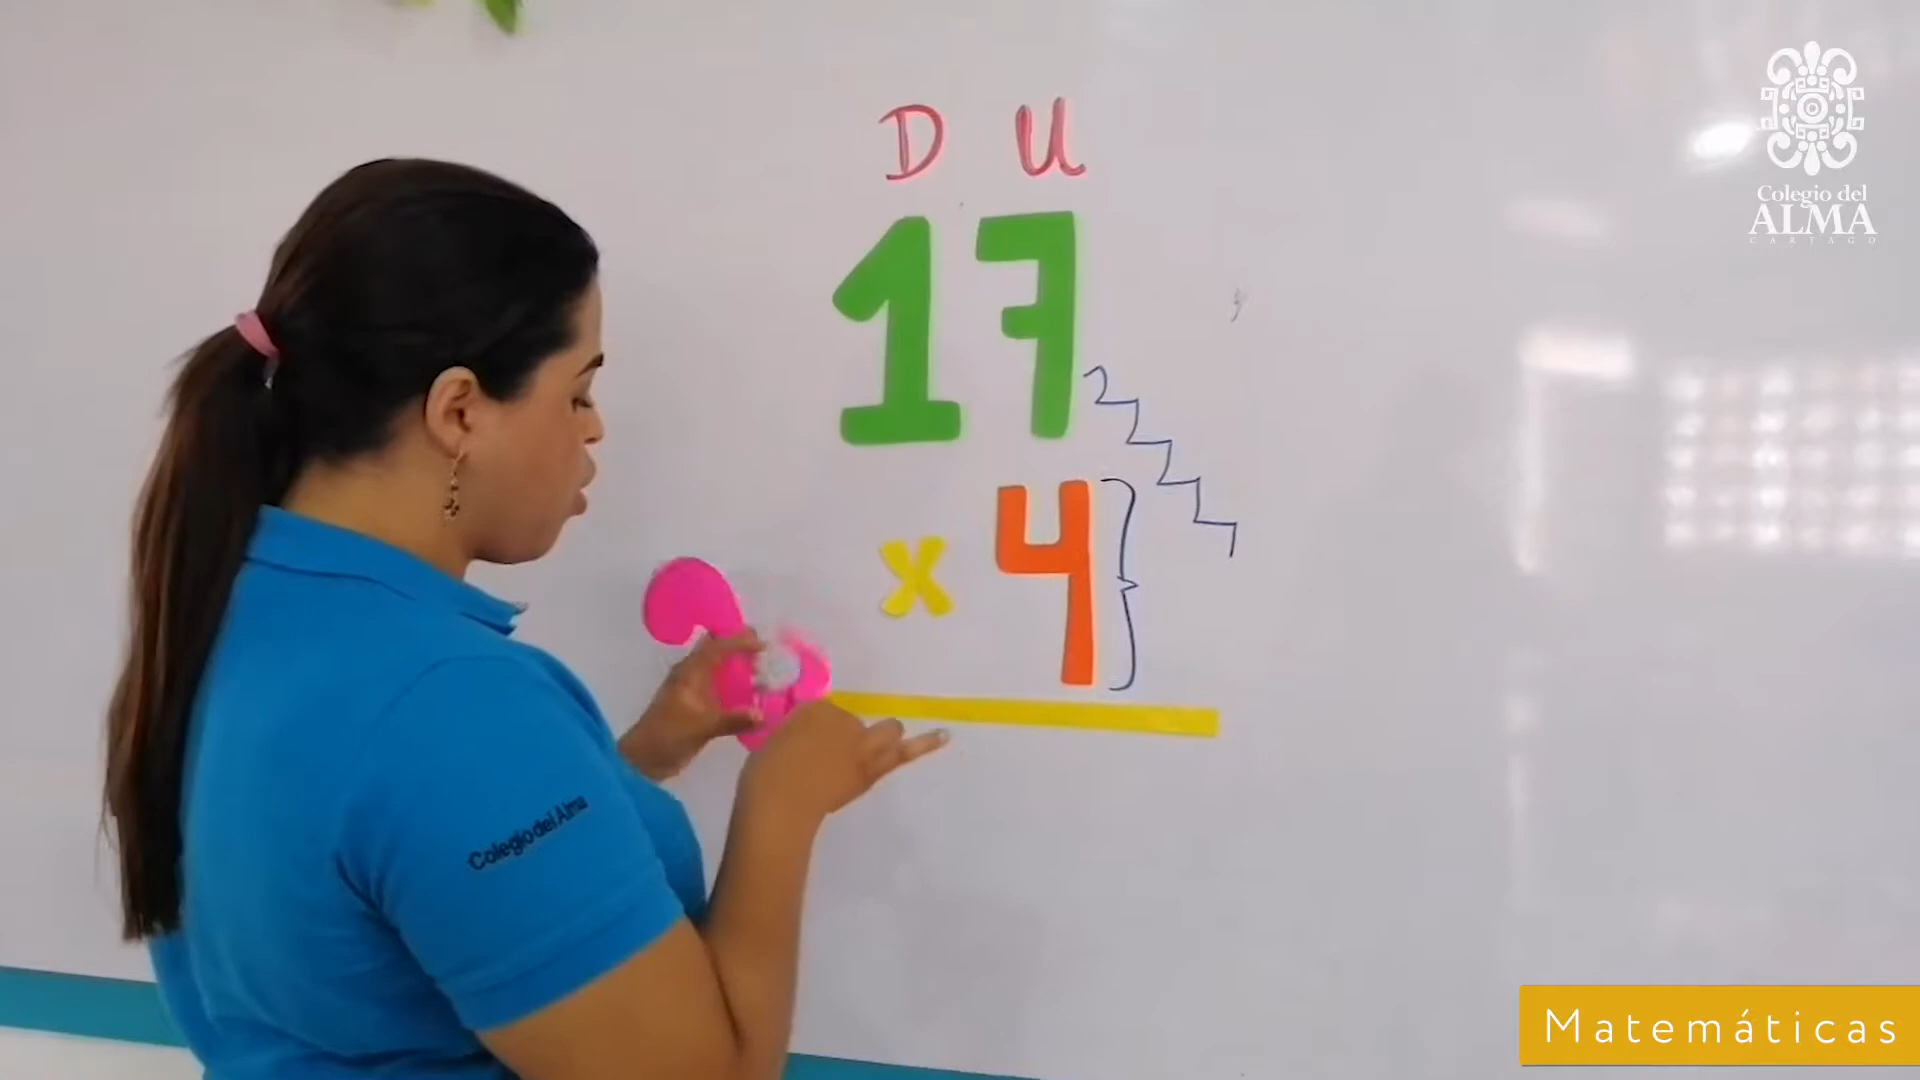 D U
17
x 4
Colegio del
ALMA
CARTAGO
Colegio del Alma
Matemáticas